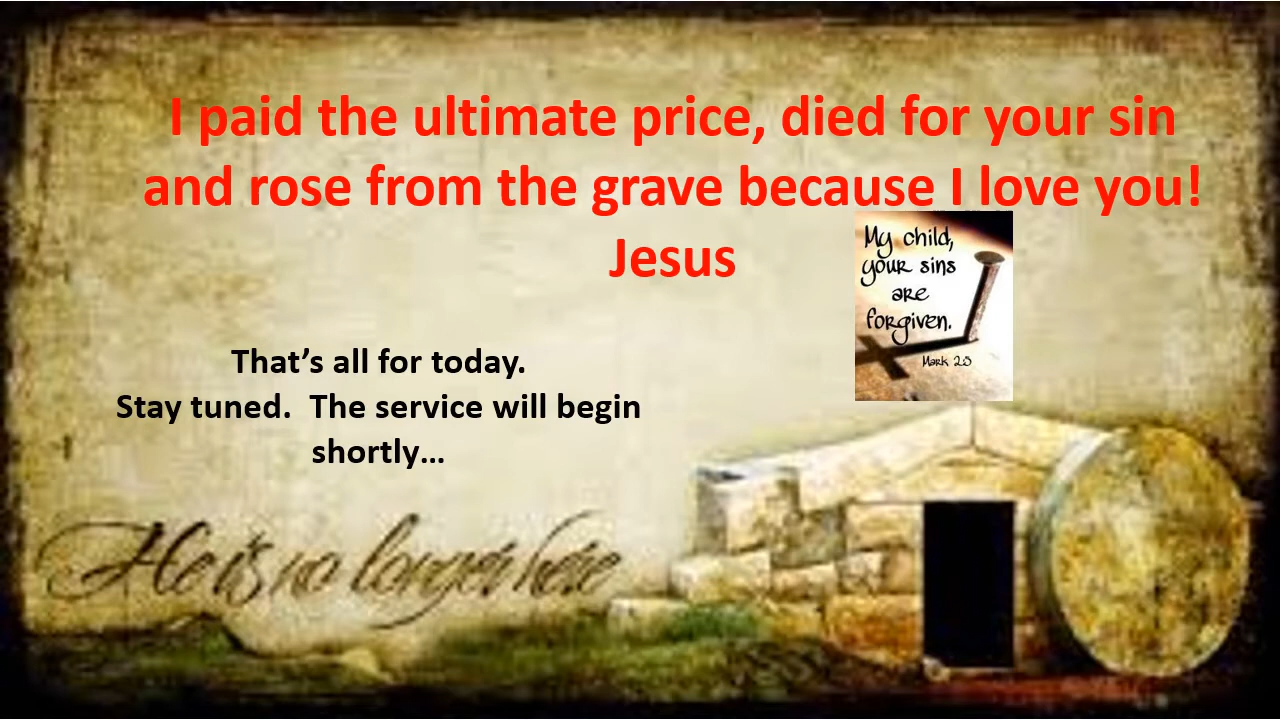 I paid the ultimate price, died for your sin
and rose from the grave because I love you!
Jesus
My child,
your sins
are
forgiven.
Mark 2:5
That’s all for today.
Stay tuned.  The service will begin
shortly…
He is no longer here